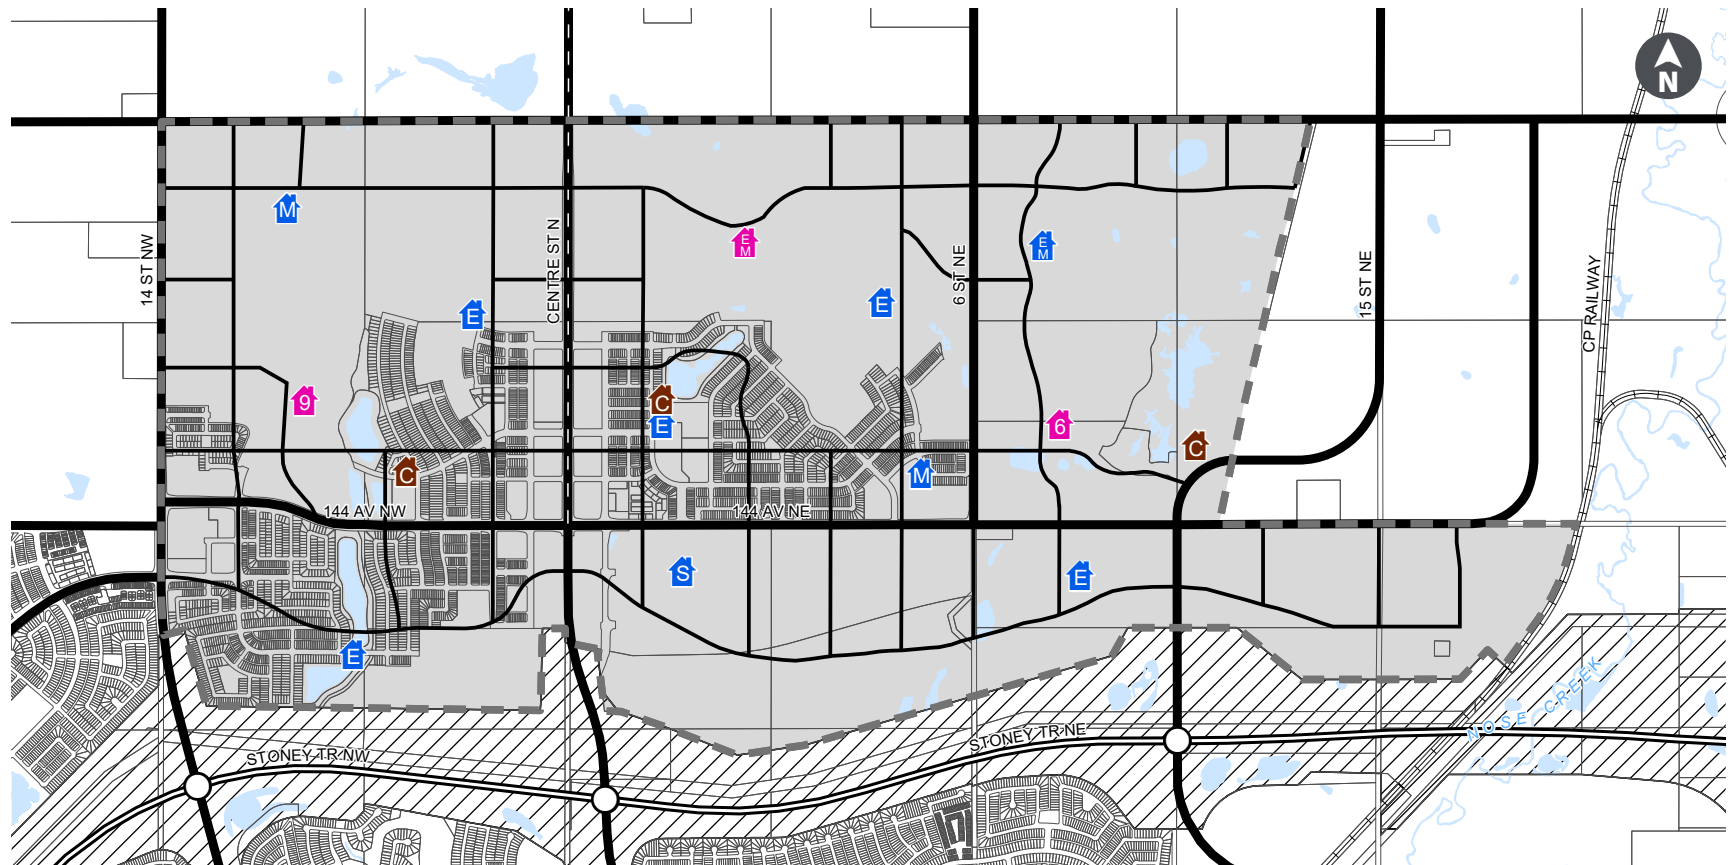 N
M
14 ST NW
CENTRE ST N
E
M
E
M
6 ST NE
15 ST NE
CP RAILWAY
E
E
9
C
E
6
C
C
M
144 AV NW
144 AV NE
S
E
E
NOSE CREEK
STONEY TR NW
STONEY TR NE